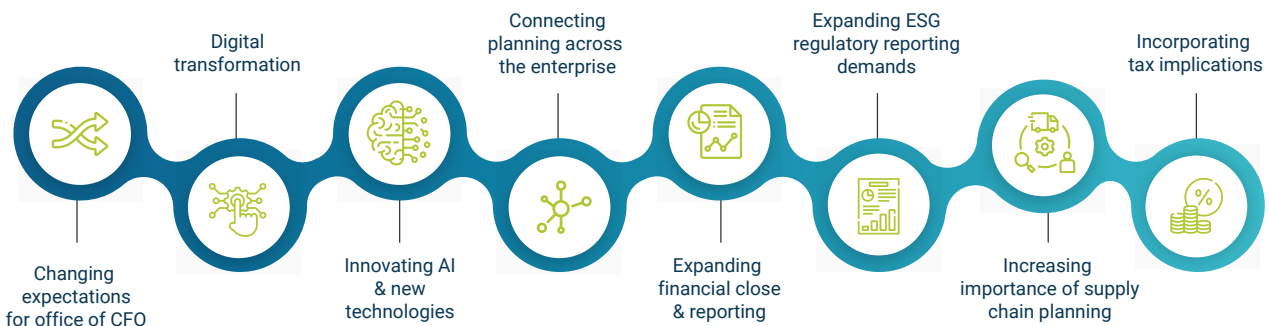 Changing
expectations
for office of CFO
Digital
transformation
Innovating AI
& new
technologies
Connecting
planning across
the enterprise
Expanding
financial close
& reporting
Expanding ESG
regulatory reporting
demands
Increasing
importance of supply
chain planning
Incorporating
tax implications
%